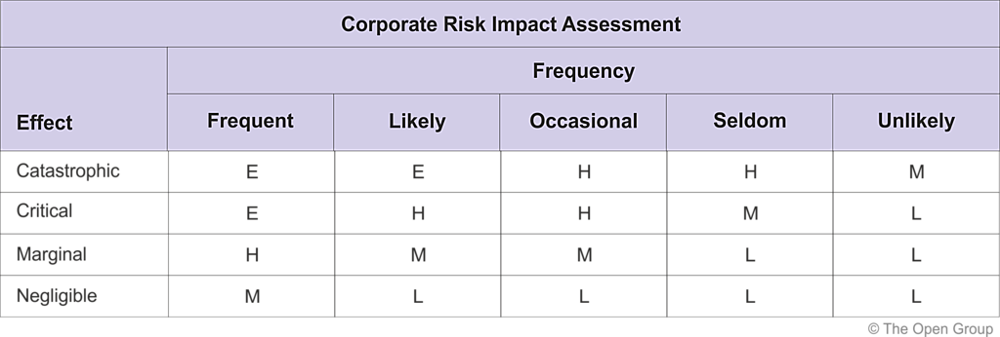 Corporate Risk Impact Assessment
Frequency
Effect Frequent Likely Occasional Seldom Unlikely
Catastrophic E E H H M
Critical E H H M L
Marginal H M M L L
Negligible M L L L L
© The Open Group